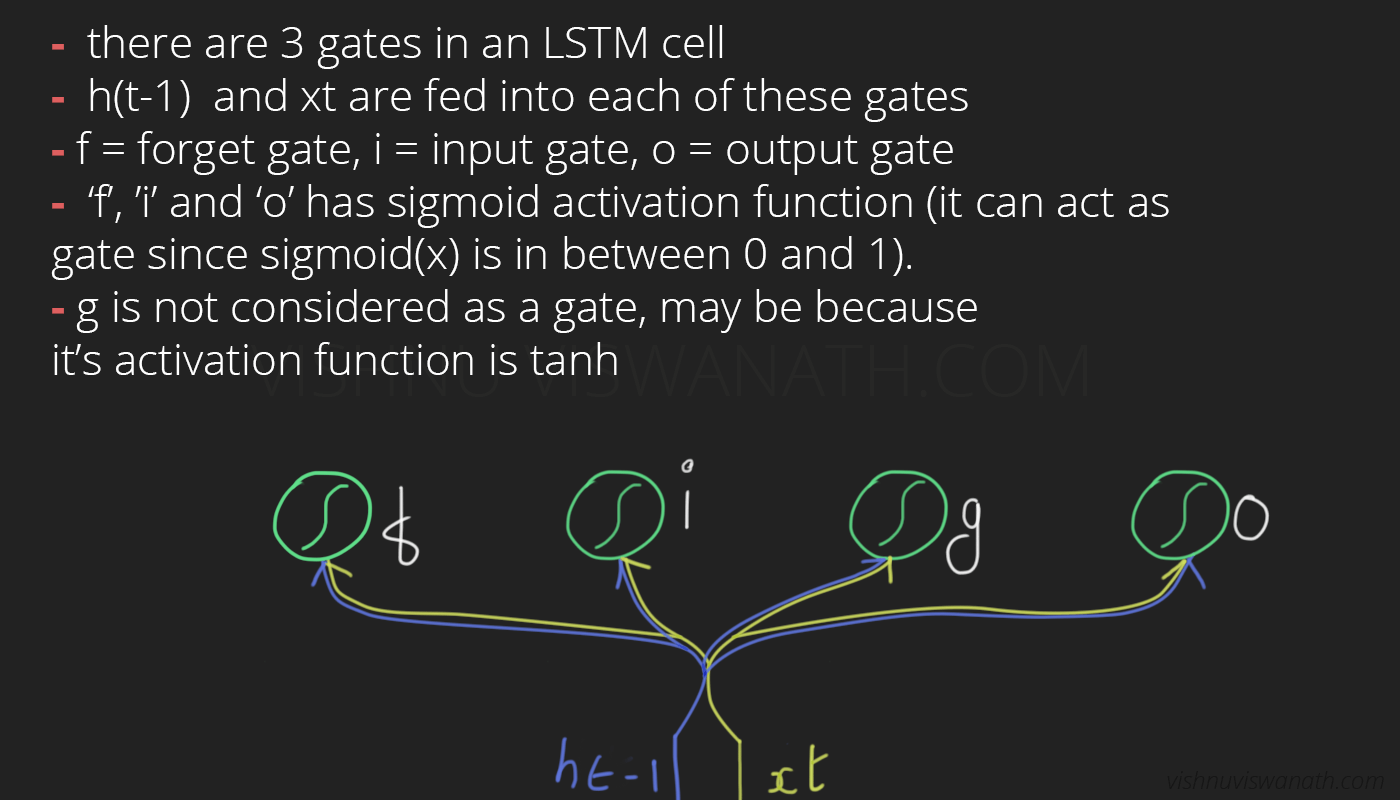 - there are 3 gates in an LSTM cell
- h(t-1) and xt are fed into each of these gates
- f = forget gate, i = input gate, o = output gate
- ‘f’, ’i’ and ‘o’ has sigmoid activation function (it can act as
gate since sigmoid(x) is in between 0 and 1).
- g is not considered as a gate, may be because
it’s activation function is tanh
VISHNU VISWANATH.COM
f i g o
ht-1 xt
vishnuviswanath.com